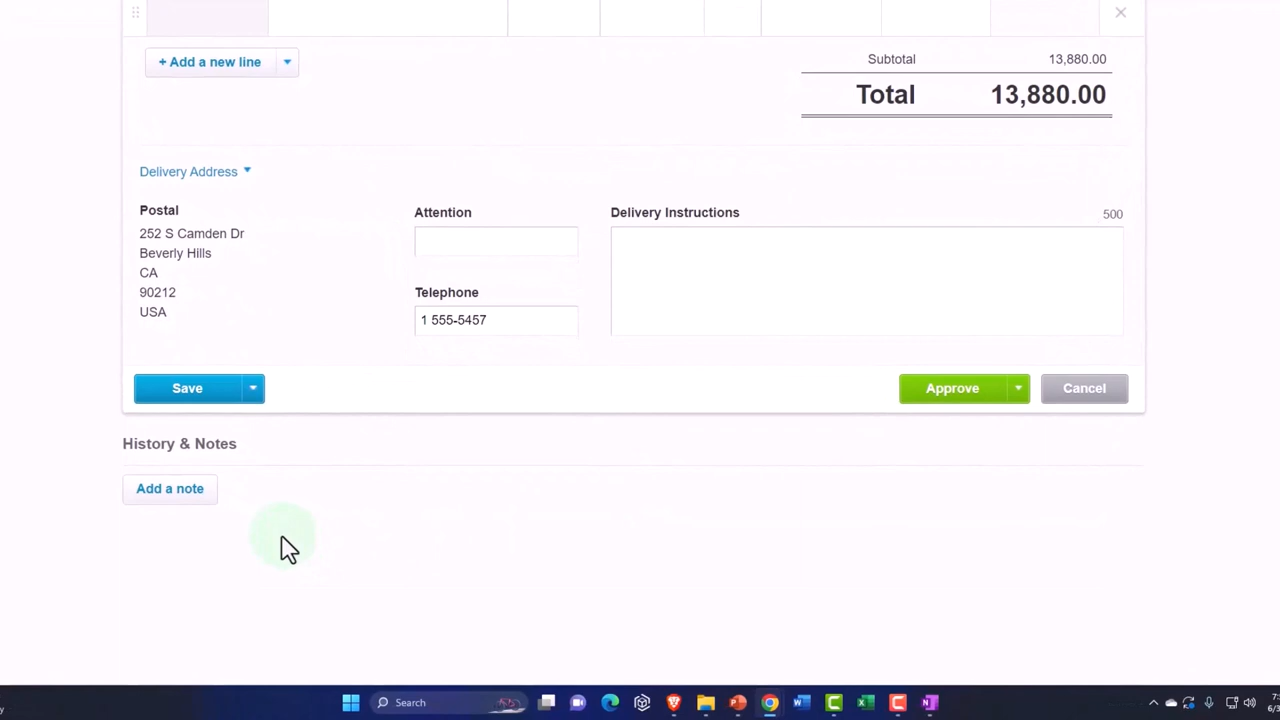 + Add a new line
Subtotal 13,880.00
Total 13,880.00
Delivery Address
Postal
252 S Camden Dr
Beverly Hills
CA
90212
USA
Attention
Telephone
1 555-5457
Delivery Instructions 500
Save
Approve
Cancel
History & Notes
Add a note
Search